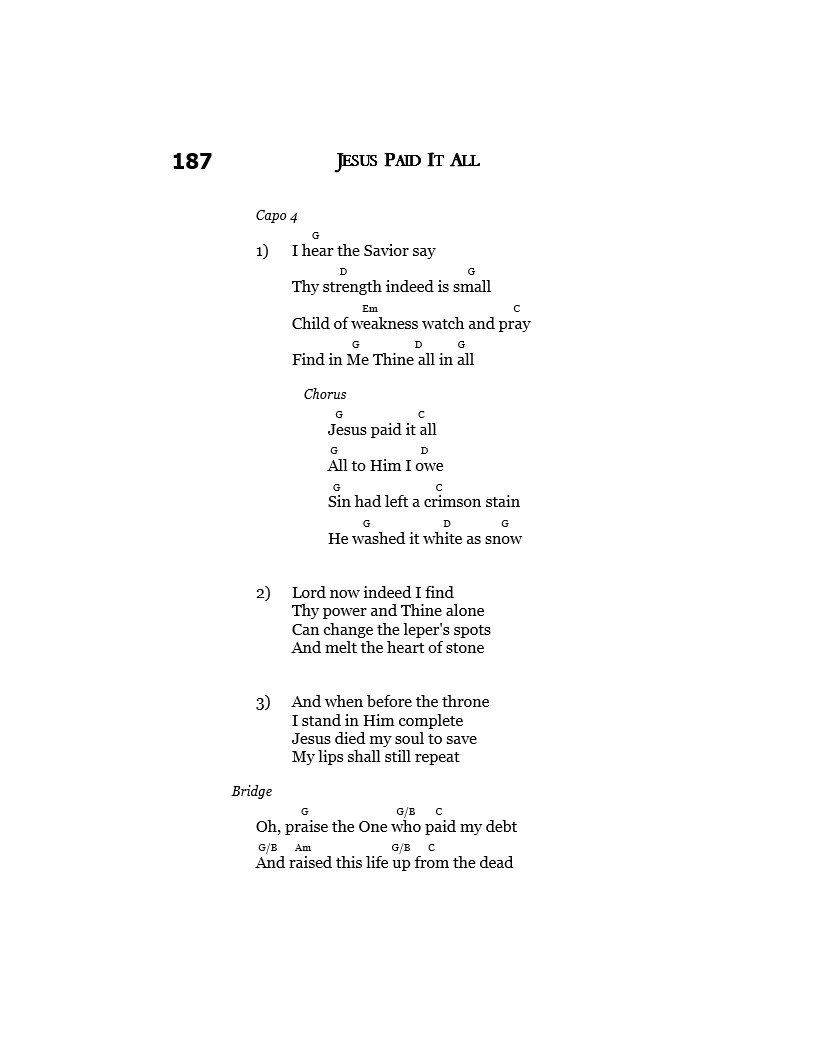 187 JESUS PAID IT ALL
Capo 4
G
1) I hear the Savior say
D G
Thy strength indeed is small
Em C
Child of weakness watch and pray
G D G
Find in Me Thine all in all
Chorus
G C
Jesus paid it all
G D
All to Him I owe
G C
Sin had left a crimson stain
G D G
He washed it white as snow
2) Lord now indeed I find
Thy power and Thine alone
Can change the leper's spots
And melt the heart of stone
3) And when before the throne
I stand in Him complete
Jesus died my soul to save
My lips shall still repeat
Bridge
G G/B C
Oh, praise the One who paid my debt
G/B Am G/B C
And raised this life up from the dead